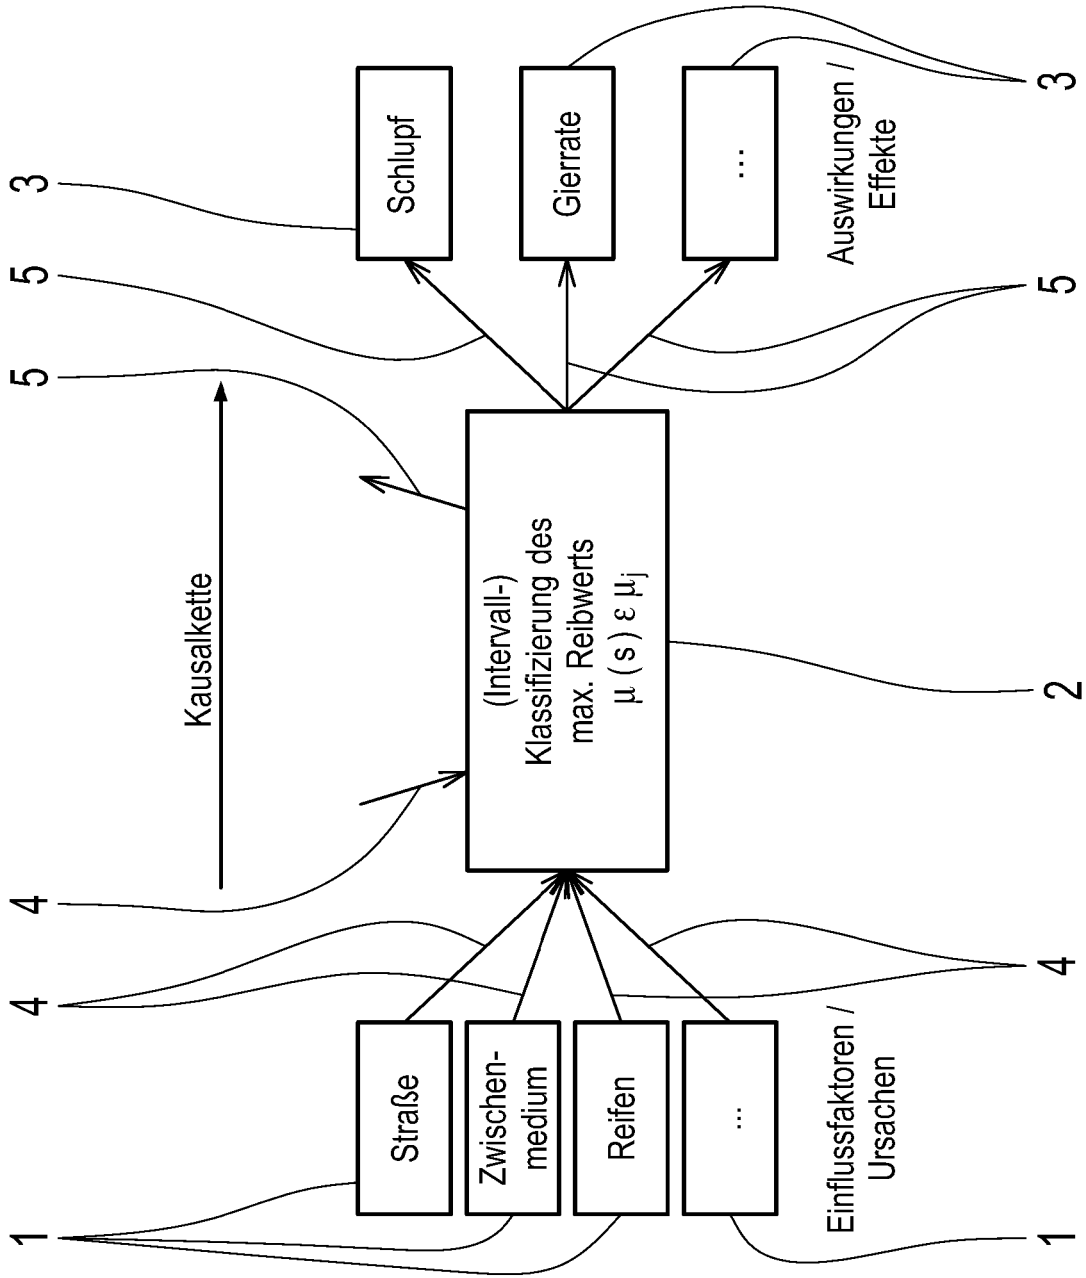 Kausalkette
1
4
4
5
5
3
Straße
Zwischen-
medium
Reifen
...
Einflussfaktoren /
Ursachen
(Intervall-)
Klassifizierung des
max. Reibwerts
μ ( s ) ε μj
Schlupf
Gierrate
...
Auswirkungen /
Effekte
1
4
2
5
3